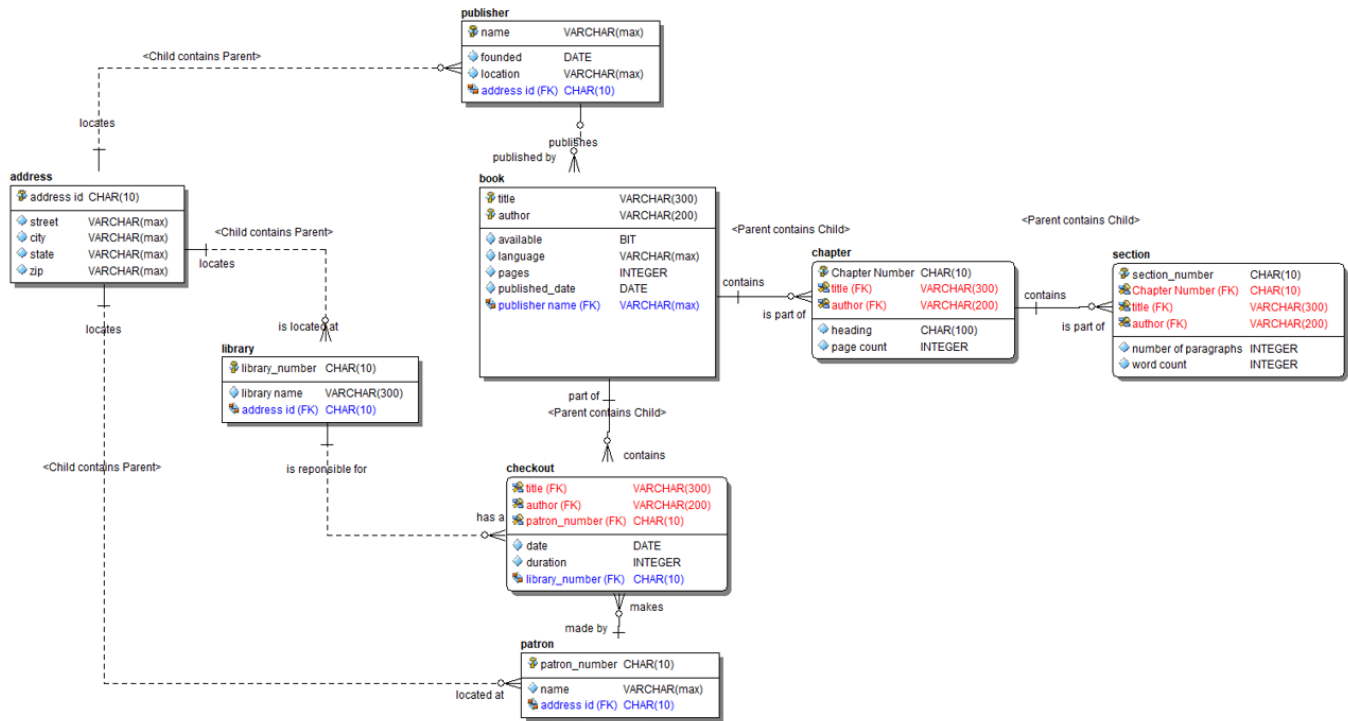 publisher
name VARCHAR(max)
founded DATE
location VARCHAR(max)
address id (FK) CHAR(10)
<Child contains Parent>
locates
publishes
published by
address
address id CHAR(10)
street VARCHAR(max)
city VARCHAR(max)
state VARCHAR(max)
zip VARCHAR(max)
<Child contains Parent>
locates
is located at
locates
book
title VARCHAR(300)
author VARCHAR(200)
available BIT
language VARCHAR(max)
pages INTEGER
published_date DATE
publisher name (FK) VARCHAR(max)
<Parent contains Child>
contains
is part of
chapter
Chapter Number CHAR(10)
title (FK) VARCHAR(300)
author (FK) VARCHAR(200)
heading CHAR(100)
page count INTEGER
<Parent contains Child>
contains
is part of
section
section_number CHAR(10)
Chapter Number (FK) CHAR(10)
title (FK) VARCHAR(300)
author (FK) VARCHAR(200)
number of paragraphs INTEGER
word count INTEGER
library
library_number CHAR(10)
library name VARCHAR(300)
address id (FK) CHAR(10)
part of
<Parent contains Child>
contains
<Child contains Parent>
is reponsible for
has a
checkout
title (FK) VARCHAR(300)
author (FK) VARCHAR(200)
patron_number (FK) CHAR(10)
date DATE
duration INTEGER
library_number (FK) CHAR(10)
makes
made by
patron
patron_number CHAR(10)
name VARCHAR(max)
address id (FK) CHAR(10)
located at